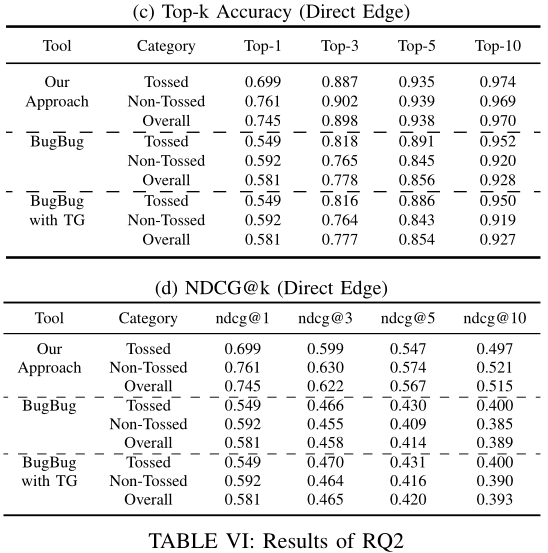 (c) Top-k Accuracy (Direct Edge)
Tool Category Top-1 Top-3 Top-5 Top-10
Our Tossed 0.699 0.887 0.935 0.974
Approach Non-Tossed 0.761 0.902 0.939 0.969
Overall 0.745 0.898 0.938 0.970
BugBug Tossed 0.549 0.818 0.891 0.952
Non-Tossed 0.592 0.765 0.845 0.920
Overall 0.581 0.778 0.856 0.928
BugBug Tossed 0.549 0.816 0.886 0.950
with TG Non-Tossed 0.592 0.764 0.843 0.919
Overall 0.581 0.777 0.854 0.927
(d) NDCG@k (Direct Edge)
Tool Category ndcg@1 ndcg@3 ndcg@5 ndcg@10
Our Tossed 0.699 0.599 0.547 0.497
Approach Non-Tossed 0.761 0.630 0.574 0.521
Overall 0.745 0.622 0.567 0.515
BugBug Tossed 0.549 0.466 0.430 0.400
Non-Tossed 0.592 0.455 0.409 0.385
Overall 0.581 0.458 0.414 0.389
BugBug Tossed 0.549 0.470 0.431 0.400
with TG Non-Tossed 0.592 0.464 0.416 0.390
Overall 0.581 0.465 0.420 0.393
TABLE VI: Results of RQ2